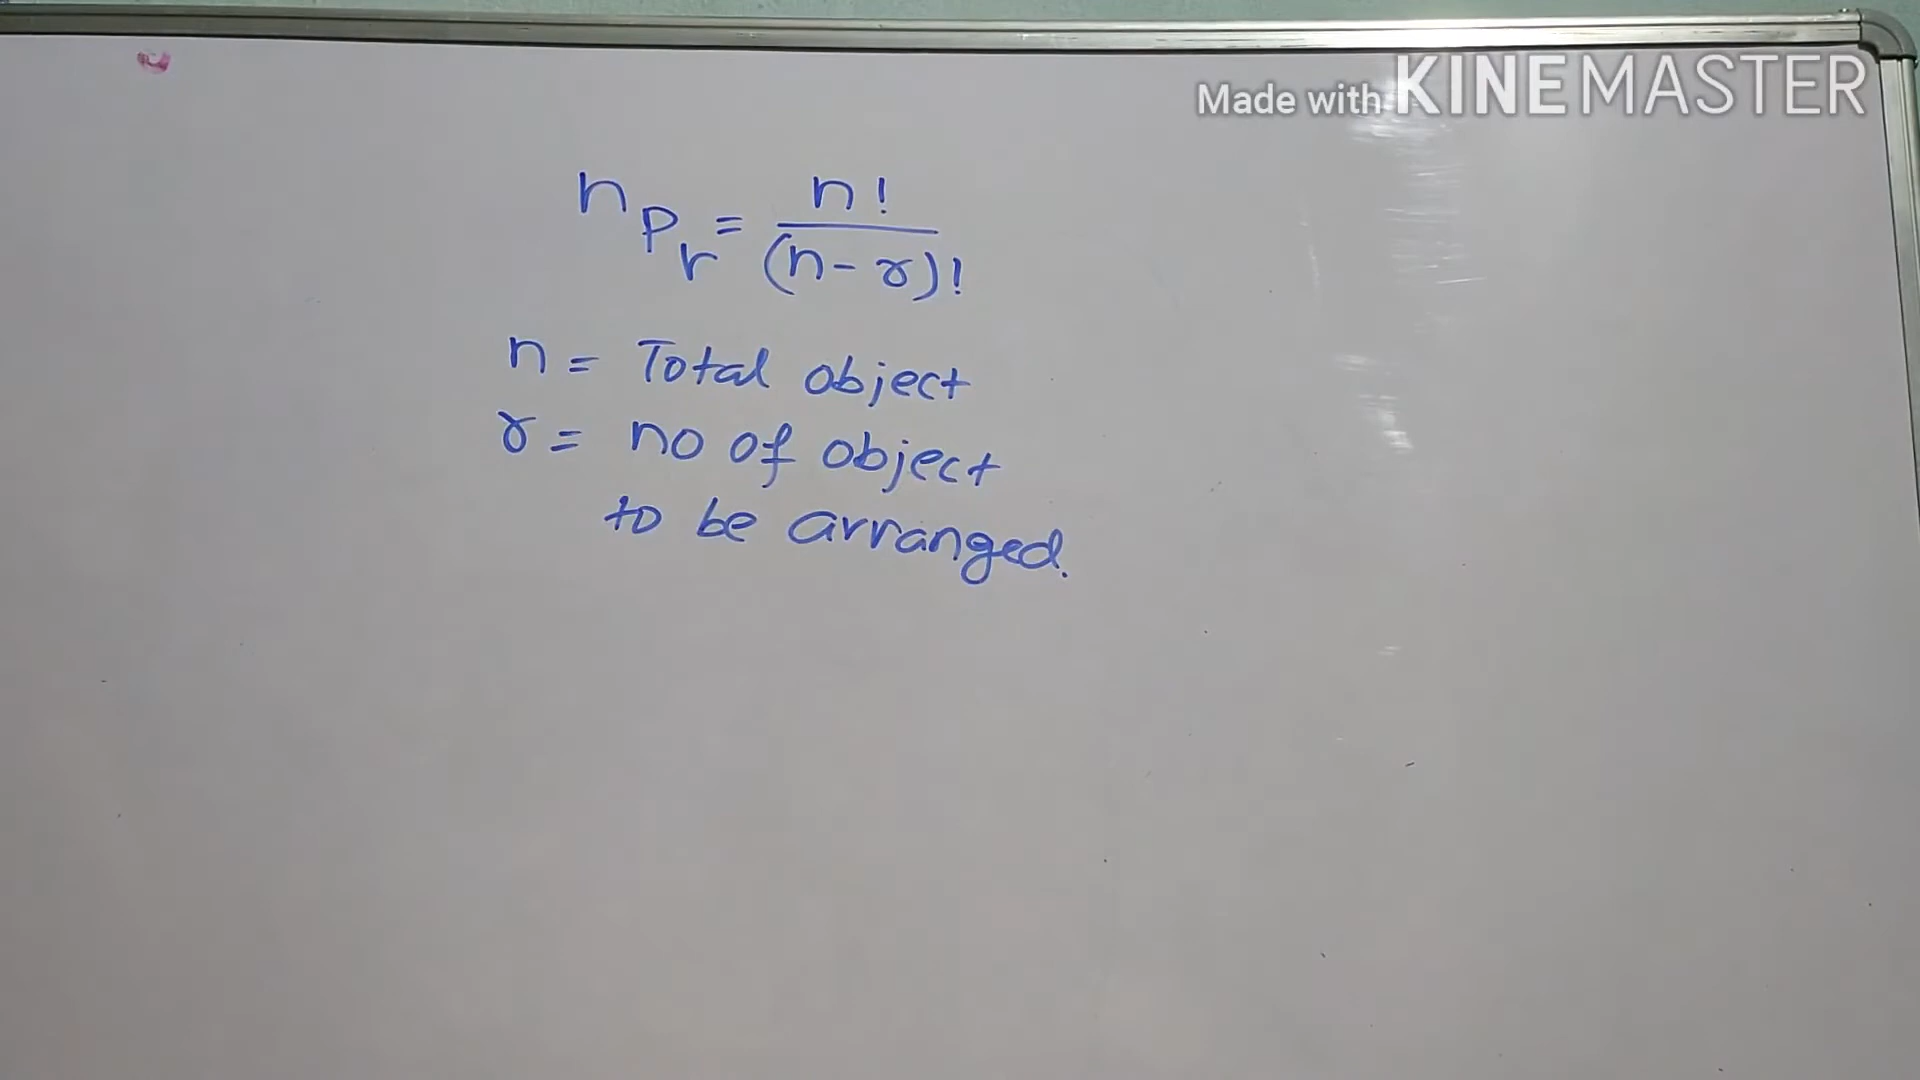 Made with KINEMASTER
nPr = n! / (n-r)!
n = Total object
r = no of object
to be arranged.